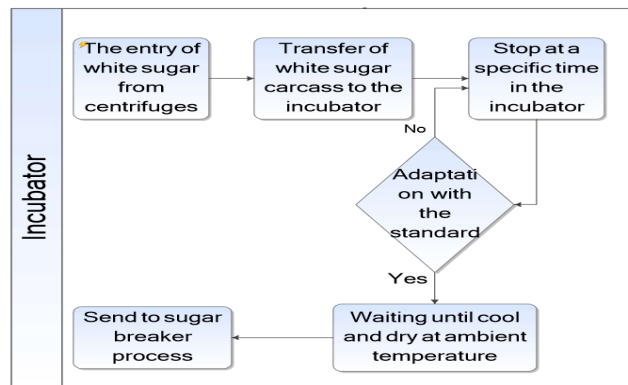 Incubator
The entry of
white sugar
from
centrifuges
Transfer of
white sugar
carcass to the
incubator
Stop at a
specific time
in the
incubator
No
Adaptati
on with
the
standard
Yes
Waiting until cool
and dry at ambient
temperature
Send to sugar
breaker
process